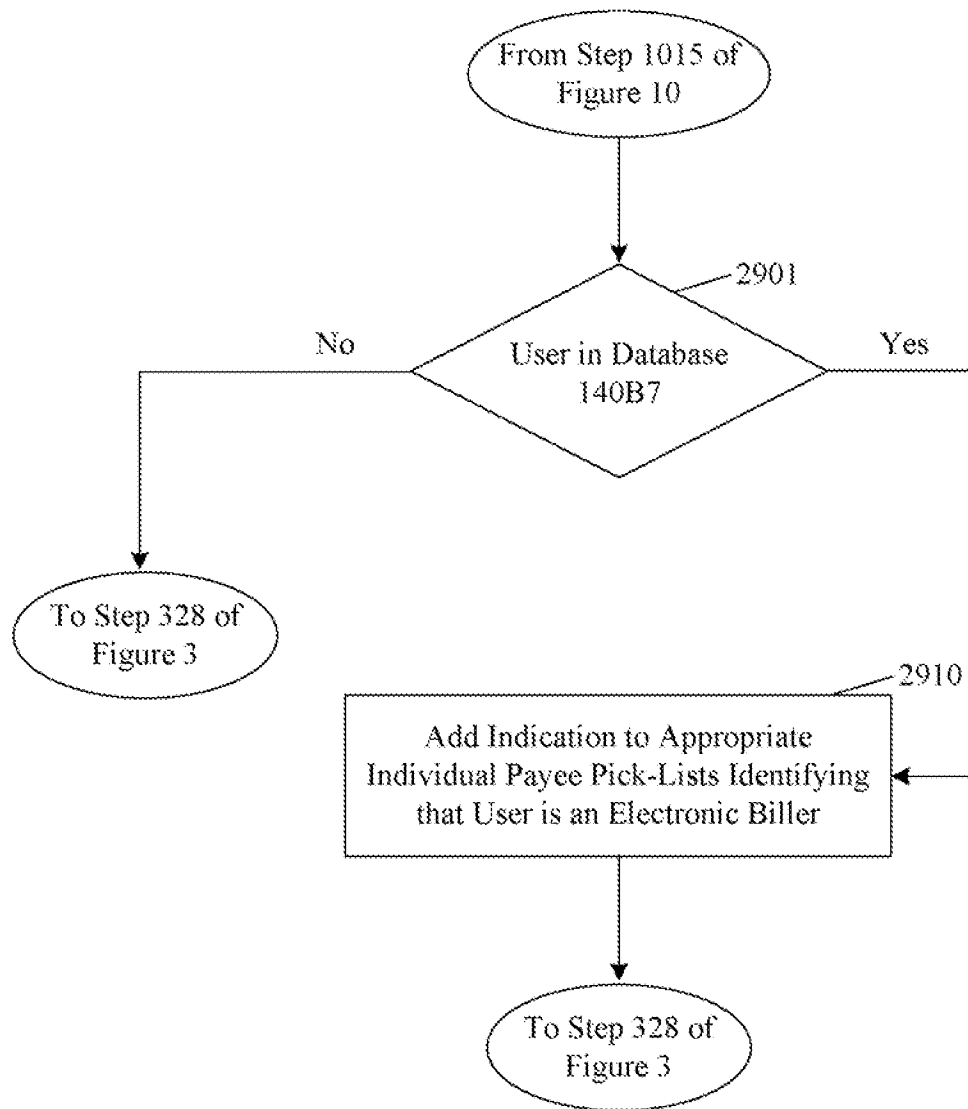 From Step 1015 of
Figure 10
2901
No
User in Database
140B7
Yes
To Step 328 of
Figure 3
2910
Add Indication to Appropriate
Individual Payee Pick-Lists Identifying
that User is an Electronic Biller
To Step 328 of
Figure 3